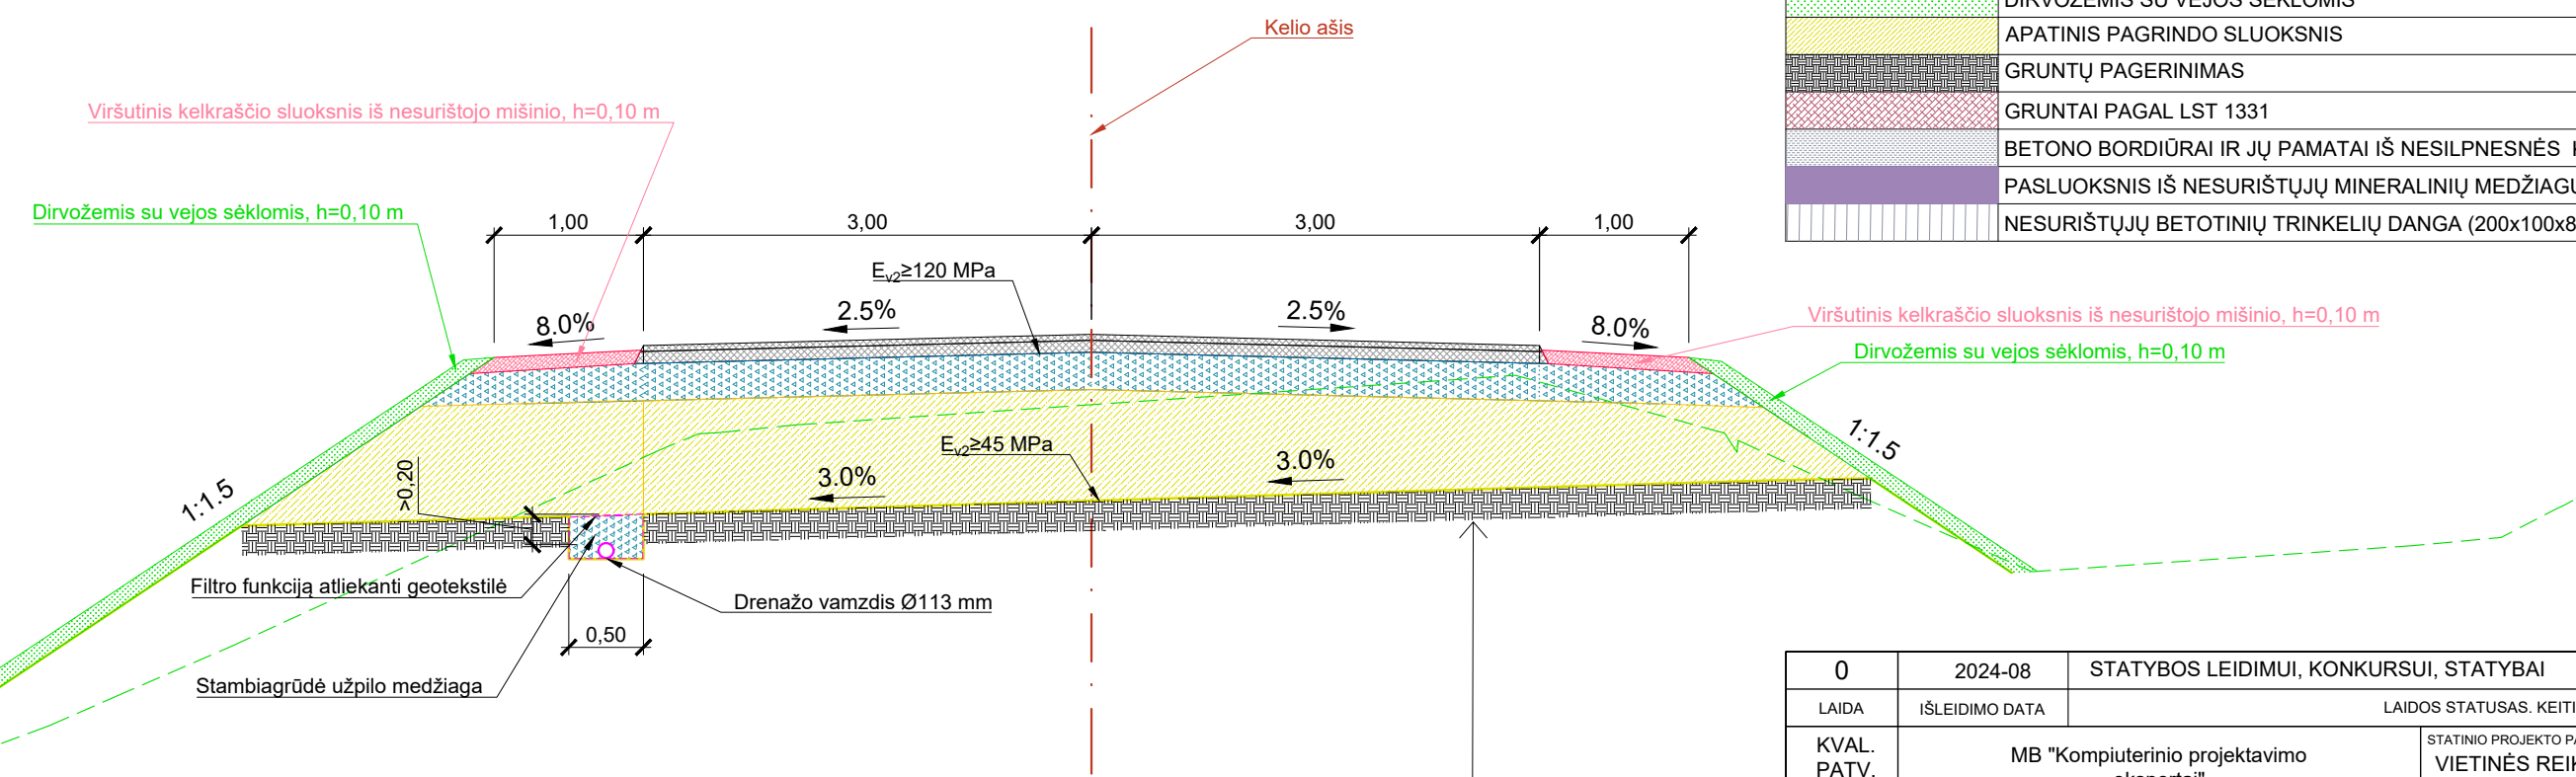 Kelio ašis
Viršutinis kelkraščio sluoksnis iš nesurištojo mišinio, h=0,10 m
Dirvožemis su vejos sėklomis, h=0,10 m
1,00
3,00
3,00
1,00
Ev2≥120 MPa
8.0%
2.5%
2.5%
8.0%
Viršutinis kelkraščio sluoksnis iš nesurištojo mišinio, h=0,10 m
Dirvožemis su vejos sėklomis, h=0,10 m
1:1.5
>0,20
Ev2≥45 MPa
3.0%
3.0%
1:1.5
Filtro funkciją atliekanti geotekstilė
Drenažo vamzdis Ø113 mm
0,50
Stambiagrūdė užpilo medžiaga
DIRVOŽEMIS SU VEJOS SĖKLOMIS
APATINIS PAGRINDO SLUOKSNIS
GRUNTŲ PAGERINIMAS
GRUNTAI PAGAL LST 1331
BETONO BORDIŪRAI IR JŲ PAMATAI IŠ NESILPNESNĖS
PASLUOKSNIS IŠ NESURIŠTŲJŲ MINERALINIŲ MEDŽIAGŲ
NESURIŠTŲJŲ BETOTINIŲ TRINKELIŲ DANGA (200x100x8
0 2024-08 STATYBOS LEIDIMUI, KONKURSUI, STATYBAI
LAIDA IŠLEIDIMO DATA LAIDOS STATUSAS. KEITI
KVAL.
PATV.
MB "Kompiuterinio projektavimo
ekspertai"
STATINIO PROJEKTO PA
VIETINĖS REI